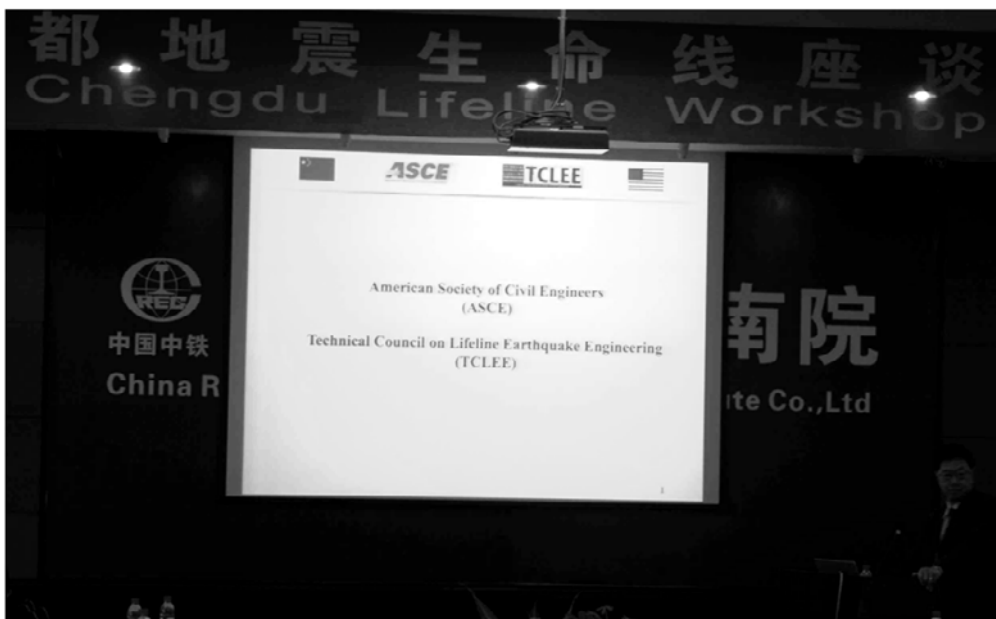 都地震生命线座谈
Chengdu Lifeline Workshop
ASCE TCLEE
American Society of Civil Engineers
(ASCE)
Technical Council on Lifeline Earthquake Engineering
(TCLEE)
CREC
中国中铁
China R
南院
ute Co.,Ltd